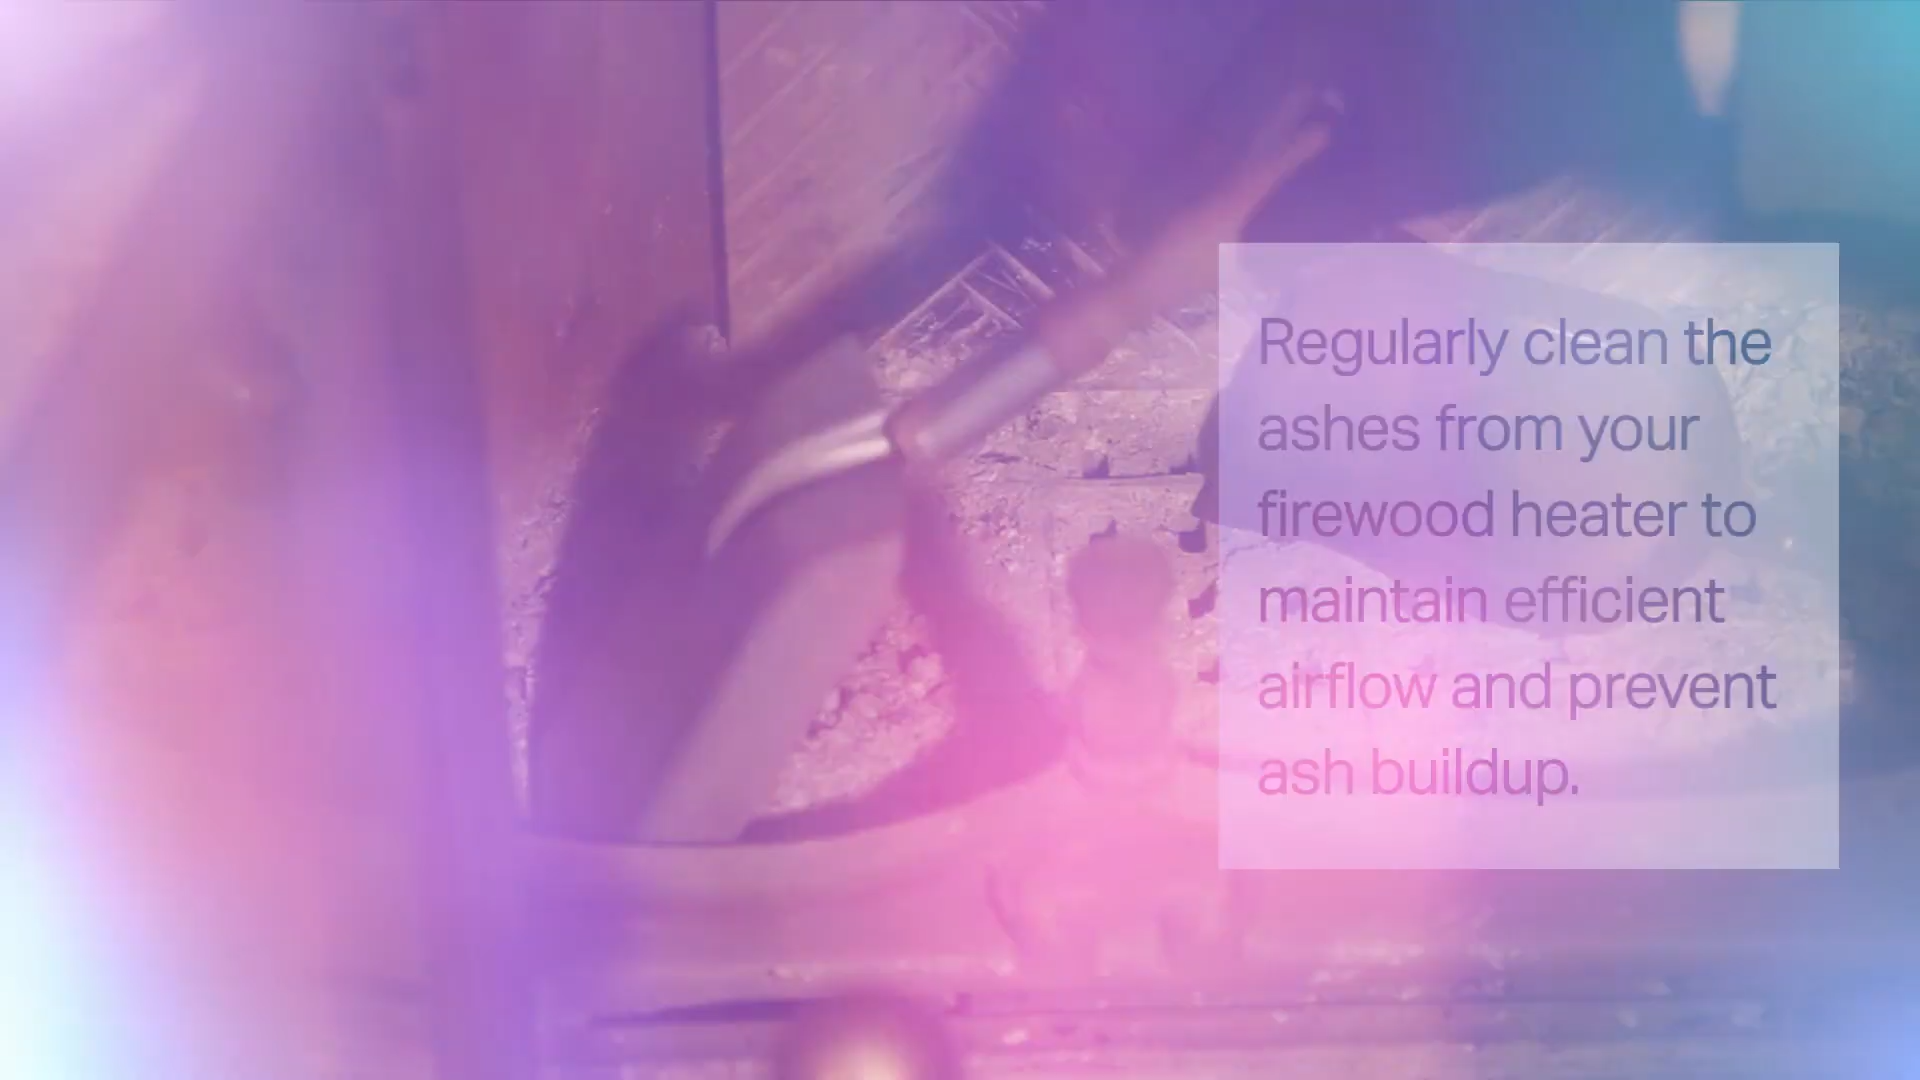 Regularly clean the
ashes from your
firewood heater to
maintain efficient
airflow and prevent
ash buildup.